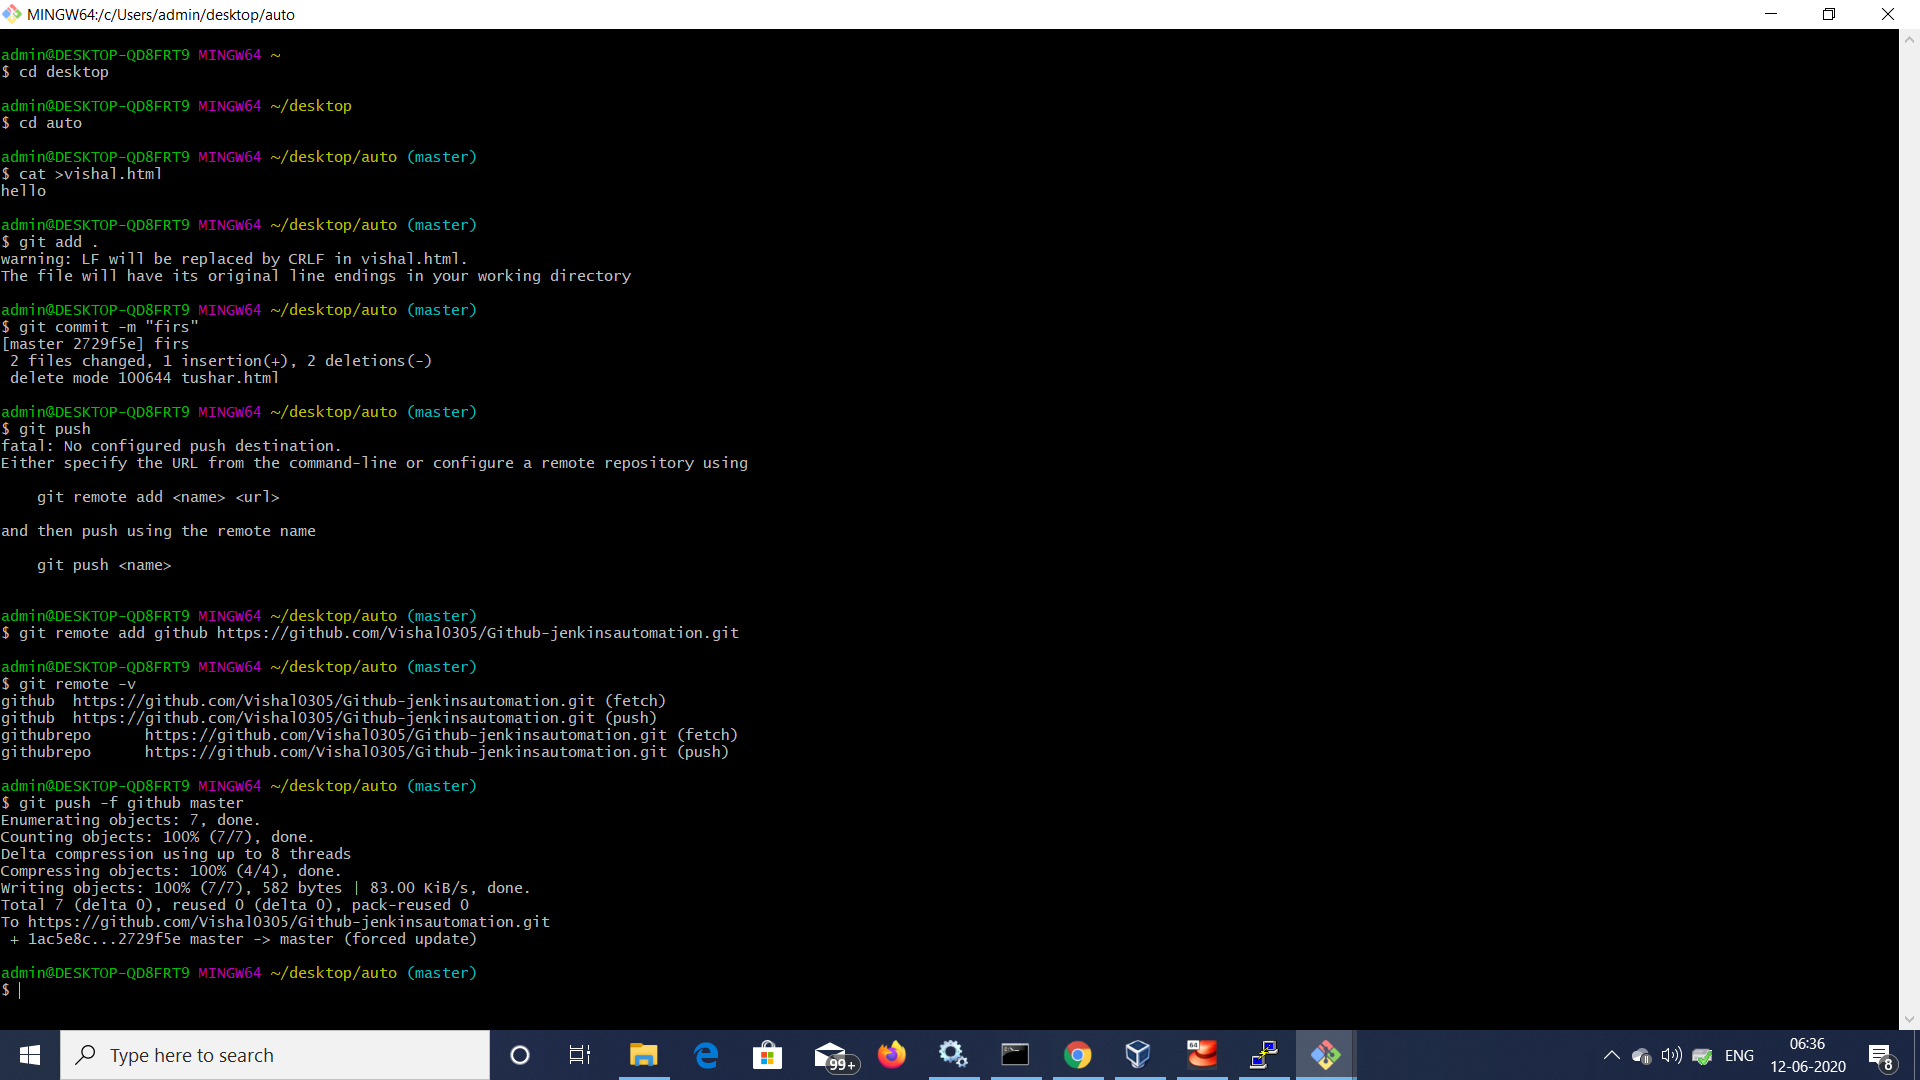 MINGW64:/c/Users/admin/desktop/auto
admin@DESKTOP-QD8FRT9 MINGW64 ~
$ cd desktop
admin@DESKTOP-QD8FRT9 MINGW64 ~/desktop
$ cd auto
admin@DESKTOP-QD8FRT9 MINGW64 ~/desktop/auto (master)
$ cat >vishal.html
hello
admin@DESKTOP-QD8FRT9 MINGW64 ~/desktop/auto (master)
$ git add .
warning: LF will be replaced by CRLF in vishal.html.
The file will have its original line endings in your working directory
admin@DESKTOP-QD8FRT9 MINGW64 ~/desktop/auto (master)
$ git commit -m "firs"
[master 2729f5e] firs
 2 files changed, 1 insertion(+), 2 deletions(-)
 delete mode 100644 tushar.html
admin@DESKTOP-QD8FRT9 MINGW64 ~/desktop/auto (master)
$ git push
fatal: No configured push destination.
Either specify the URL from the command-line or configure a remote repository using
    git remote add <name> <url>
and then push using the remote name
    git push <name>
admin@DESKTOP-QD8FRT9 MINGW64 ~/desktop/auto (master)
$ git remote add github https://github.com/Vishal0305/Github-jenkinsautomation.git
admin@DESKTOP-QD8FRT9 MINGW64 ~/desktop/auto (master)
$ git remote -v
github  https://github.com/Vishal0305/Github-jenkinsautomation.git (fetch)
github  https://github.com/Vishal0305/Github-jenkinsautomation.git (push)
githubrepo      https://github.com/Vishal0305/Github-jenkinsautomation.git (fetch)
githubrepo      https://github.com/Vishal0305/Github-jenkinsautomation.git (push)
admin@DESKTOP-QD8FRT9 MINGW64 ~/desktop/auto (master)
$ git push -f github master
Enumerating objects: 7, done.
Counting objects: 100% (7/7), done.
Delta compression using up to 8 threads
Compressing objects: 100% (4/4), done.
Writing objects: 100% (7/7), 582 bytes | 83.00 KiB/s, done.
Total 7 (delta 0), reused 0 (delta 0), pack-reused 0
To https://github.com/Vishal0305/Github-jenkinsautomation.git
 + 1ac5e8c...2729f5e master -> master (forced update)
admin@DESKTOP-QD8FRT9 MINGW64 ~/desktop/auto (master)
$
Type here to search
99+
64
ENG
06:36
12-06-2020
8